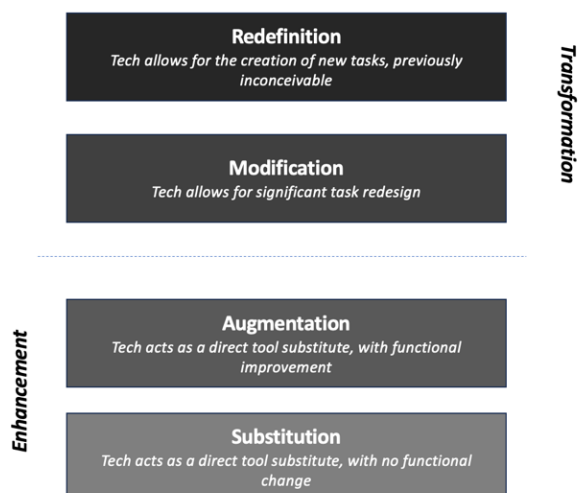 Redefinition
Tech allows for the creation of new tasks, previously
inconceivable
Transformation
Modification
Tech allows for significant task redesign
Augmentation
Tech acts as a direct tool substitute, with functional
improvement
Enhancement
Substitution
Tech acts as a direct tool substitute, with no functional
change